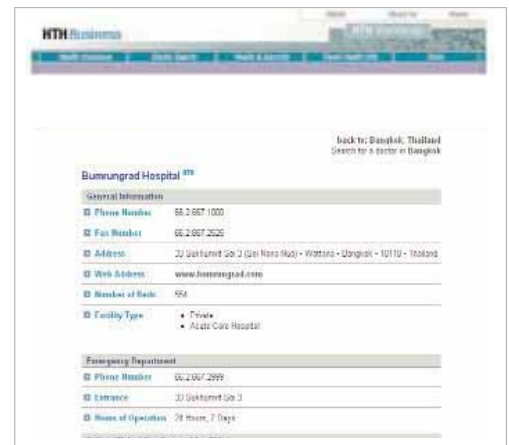 HTH Business
back to: Bangkok, Thailand
Search for a doctor in Bangkok
Bumrungrad Hospital HTH
General Information
Phone Number 66.2.667.1000
Fax Number 66.2.667.2525
Address 33 Sukhumvit Soi 3 (Soi Nana Nua) - Wattana - Bangkok - 10110 - Thailand
Web Address www.bumrungrad.com
Number of Beds 554
Facility Type • Private
• Acute Care Hospital
Emergency Department
Phone Number 66.2.667.2999
Entrance 33 Sukhumvit Soi 3
Hours of Operation 24 Hours, 7 Days